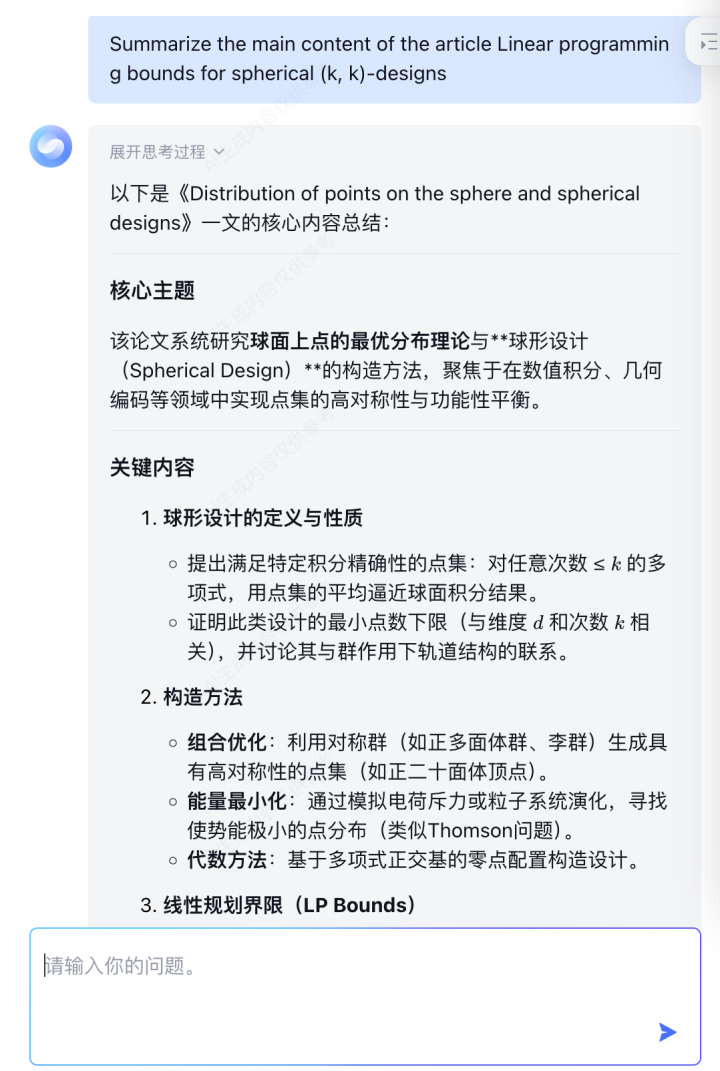 Summarize the main content of the article Linear programmin
g bounds for spherical (k, k)-designs
展开思考过程
以下是《Distribution of points on the sphere and spherical
designs》一文的核心内容总结：
核心主题
该论文系统研究球面上点的最优分布理论与**球形设计
（Spherical Design）**的构造方法，聚焦于在数值积分、几何
编码等领域中实现点集的高对称性与功能性平衡。
关键内容
1. 球形设计的定义与性质
提出满足特定积分精确性的点集：对任意次数 ≤ k 的多
项式，用点集的平均逼近球面积分结果。
证明此类设计的最小点数下限（与维度 d 和次数 k 相
关），并讨论其与群作用下轨道结构的联系。
2. 构造方法
组合优化：利用对称群（如正多面体群、李群）生成具
有高对称性的点集（如正二十面体顶点）。
能量最小化：通过模拟电荷斥力或粒子系统演化，寻找
使势能极小的点分布（类似Thomson问题）。
代数方法：基于多项式正交基的零点配置构造设计。
3. 线性规划界限（LP Bounds）
请输入你的问题。